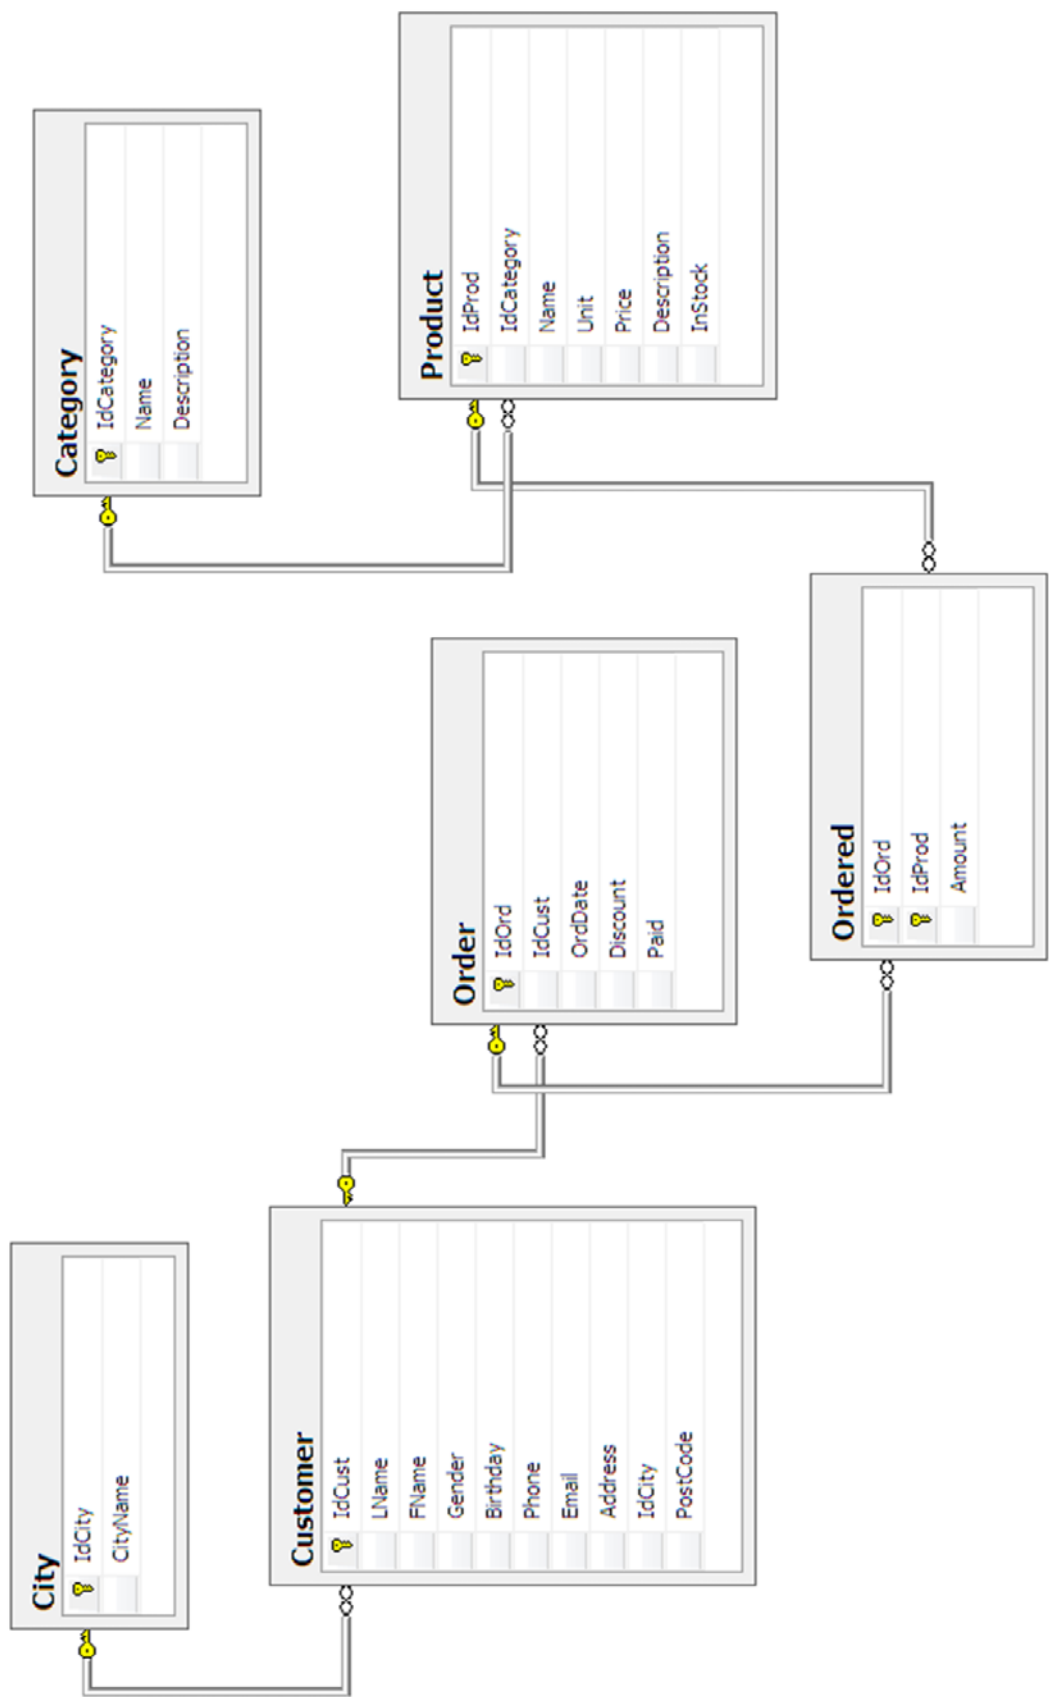 City
IdCity
CityName
Customer
IdCust
LName
FName
Gender
Birthday
Phone
Email
Address
IdCity
PostCode
Order
IdOrd
IdCust
OrdDate
Discount
Paid
Ordered
IdOrd
IdProd
Amount
Category
IdCategory
Name
Description
Product
IdProd
IdCategory
Name
Unit
Price
Description
InStock